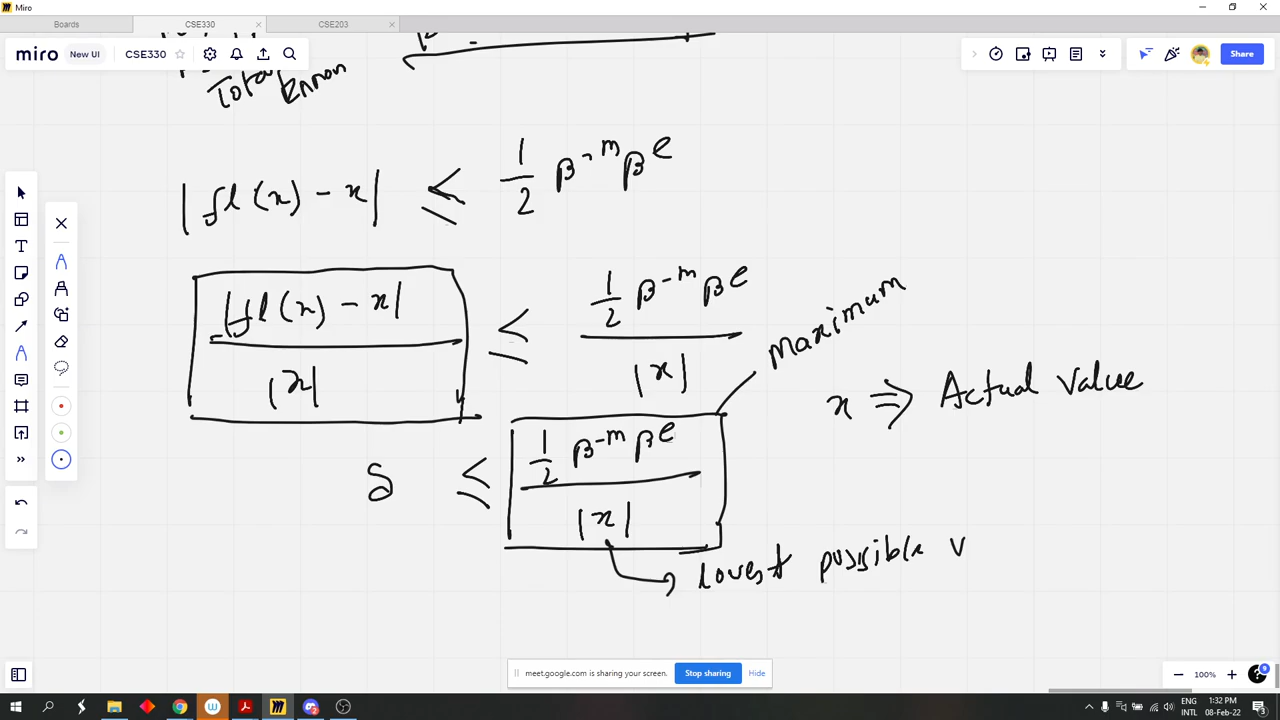 Miro
Boards
CSE330
CSE203
miro New UI CSE330
Share
Total
|fl(x) - x| ≤ 1/2 β^-m β^e
|fl(x) - x| / |x| ≤ 1/2 β^-m β^e / |x|
maximum
x ⇒ Actual value
δ ≤ 1/2 β^-m β^e / |x|
lowest possible v
meet.google.com is sharing your screen. Stop sharing Hide
100%
1:32 PM
INTL 08-Feb-22